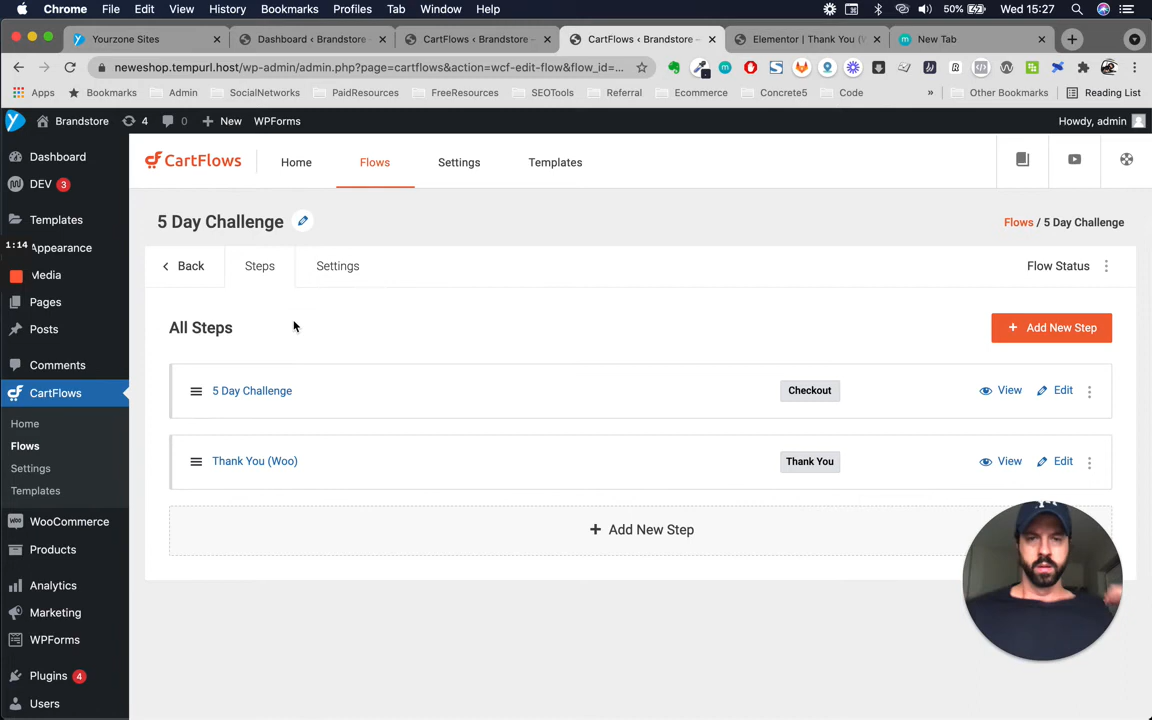 Chrome File Edit View History Bookmarks Profiles Tab Window Help 50% Wed 15:27
Yourzone Sites Dashboard ‹ Brandstore CartFlows ‹ Brandstore — CartFlows ‹ Brandstore — Elementor | Thank You (W New Tab
neweshop.tempurl.host/wp-admin/admin.php?page=cartflows&action=wcf-edit-flow&flow_id=...
Apps Bookmarks Admin SocialNetworks PaidResources FreeResources SEOTools Referral Ecommerce Concrete5 Code » Other Bookmarks Reading List
Brandstore 4 0 New WPForms Howdy, admin
Dashboard
DEV 3
Templates
1:14 Appearance
Media
Pages
Posts
Comments
CartFlows
Home
Flows
Settings
Templates
WooCommerce
Products
Analytics
Marketing
WPForms
Plugins 4
Users
CartFlows Home Flows Settings Templates
5 Day Challenge Flows / 5 Day Challenge
Back Steps Settings Flow Status
All Steps + Add New Step
5 Day Challenge Checkout View Edit
Thank You (Woo) Thank You View Edit
+ Add New Step